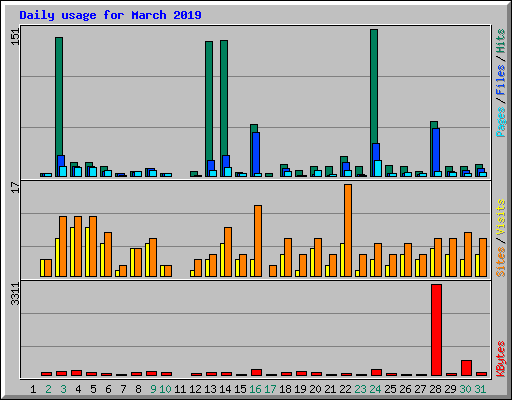 Daily usage for March 2019
151
Pages / Files / Hits
17
Sites / Visits
3311
KBytes
1 2 3 4 5 6 7 8 9 10 11 12 13 14 15 16 17 18 19 20 21 22 23 24 25 26 27 28 29 30 31